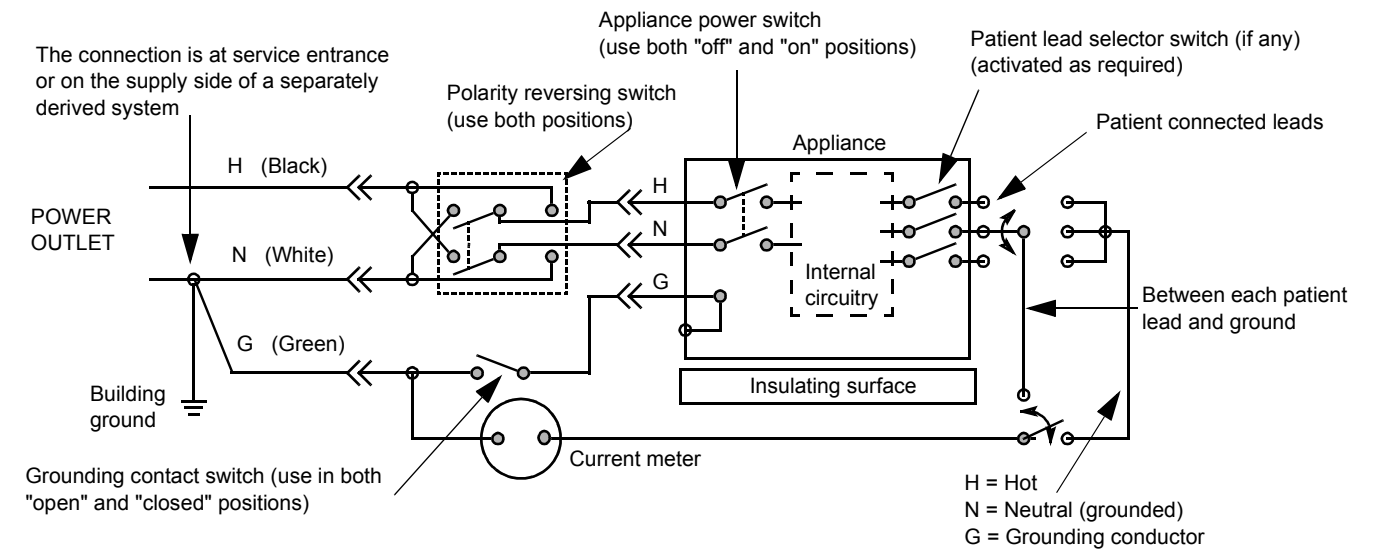 Appliance power switch
(use both "off" and "on" positions)
The connection is at service entrance
or on the supply side of a separately
derived system
Patient lead selector switch (if any)
(activated as required)
Polarity reversing switch
(use both positions)
Patient connected leads
Appliance
H (Black)
H
POWER
OUTLET
N
N (White)
Internal
circuitry
G
Between each patient
lead and ground
G (Green)
Insulating surface
Building
ground
Current meter
Grounding contact switch (use in both
"open" and "closed" positions)
H = Hot
N = Neutral (grounded)
G = Grounding conductor